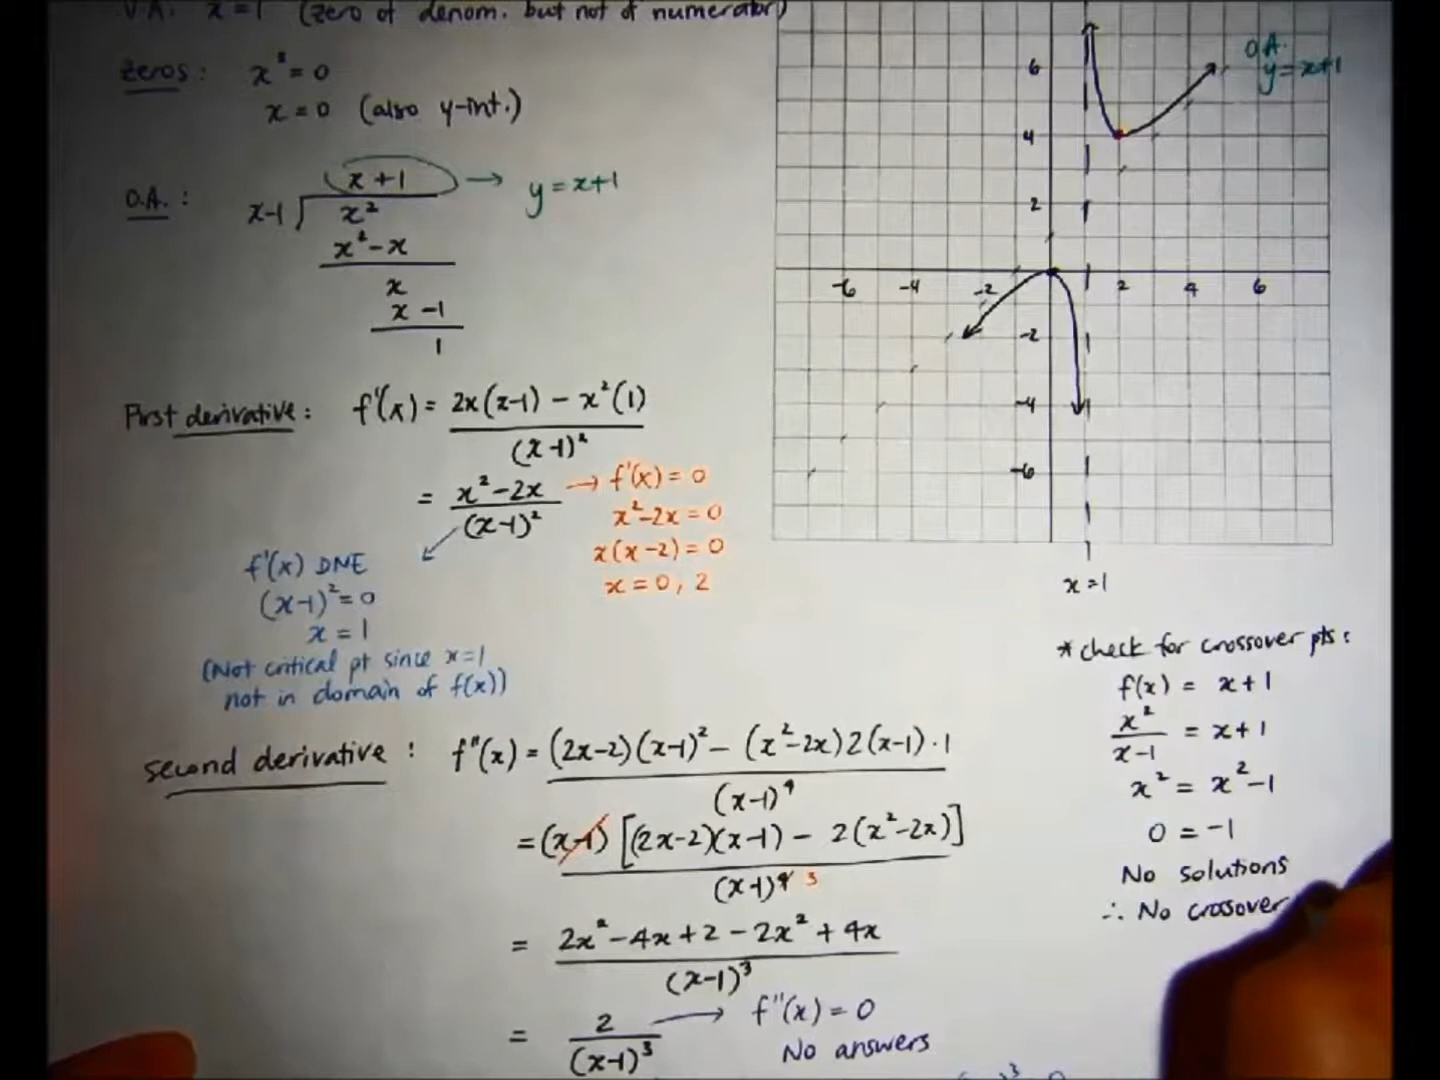 V.A. x=1 (zero of denom. but not of numerator)
zeros: x²=0
x=0 (also y-int.)
O.A.:
x+1 → y=x+1
x-1 x²
x²-x
x
x -1
1
First derivative: f'(x) = 2x(x-1) - x²(1)
(x-1)²
= x²-2x → f'(x)=0
(x-1)²
x²-2x=0
x(x-2)=0
x=0, 2
f'(x) DNE
(x-1)²=0
x=1
(Not critical pt since x=1
not in domain of f(x))
second derivative: f"(x) = (2x-2)(x-1)² - (x²-2x)2(x-1)·1
(x-1)⁴
= (x-1) [(2x-2)(x-1) - 2(x²-2x)]
(x-1)⁴ 3
= 2x²-4x+2-2x²+4x
(x-1)³
= 2 → f"(x)=0
(x-1)³
No answers
O.A.
y=x+1
6
4
2
-6 -4 -2 2 4 6
-2
-4
-6
x=1
*check for crossover pts:
f(x) = x+1
x² = x+1
x-1
x² = x²-1
0 = -1
No solutions
∴ No crossover